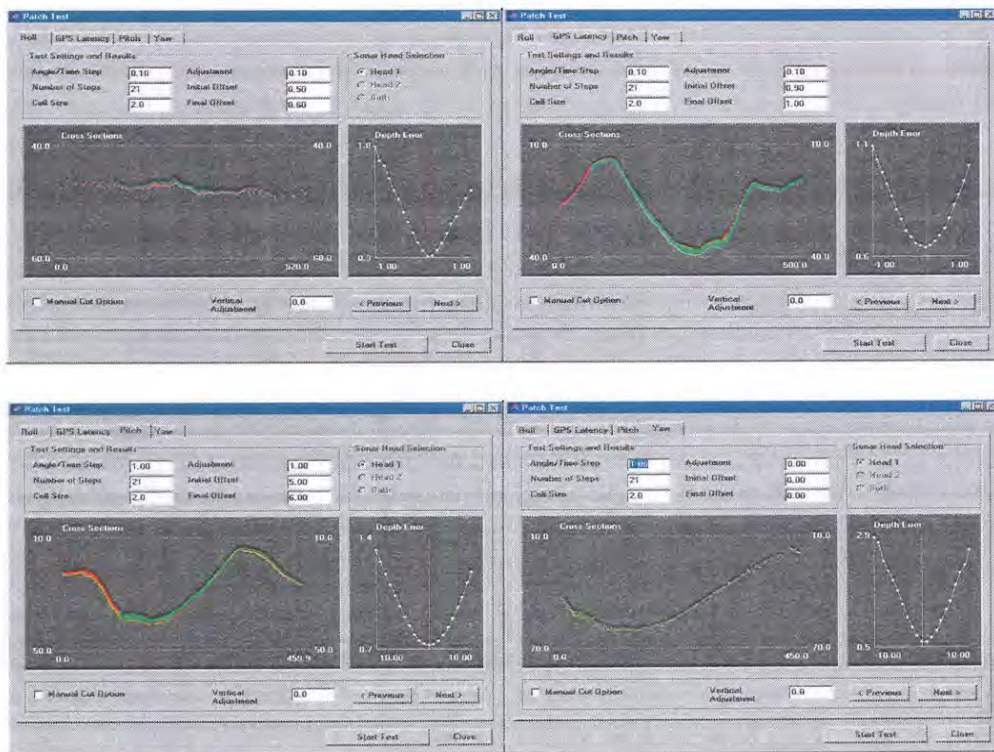 Patch Test
Roll GPS Latency Pitch Yaw
Test Settings and Results
Sonar Head Selection
Angle/Time Step 0.10 Adjustment 0.10
Head 1
Number of Steps 21 Initial Offset 0.50
Head 2
Cell Size 2.0 Final Offset 0.60
Both
Cross Sections
Depth Error
40.0 40.0
1.0
60.0 60.0
0.0 520.0
-1.00 1.00
Manual Cut Option
Vertical Adjustment 0.0
< Previous Next >
Start Test Close
Patch Test
Roll GPS Latency Pitch Yaw
Test Settings and Results
Angle/Time Step 0.10 Adjustment 0.10
Number of Steps 21 Initial Offset 0.90
Cell Size 2.0 Final Offset 1.00
Cross Sections
Depth Error
10.0 10.0
1.1
40.0 40.0
0.6
0.0 500.0
-1.00 1.00
Manual Cut Option
Vertical Adjustment 0.0
< Previous Next >
Start Test Close
Patch Test
Roll GPS Latency Pitch Yaw
Test Settings and Results
Sonar Head Selection
Angle/Time Step 1.00 Adjustment 1.00
Head 1
Number of Steps 21 Initial Offset 5.00
Head 2
Cell Size 2.0 Final Offset 6.00
Both
Cross Sections
Depth Error
10.0 10.0
1.4
50.0 50.0
0.7
0.0 450.9
10.00 10.00
Manual Cut Option
Vertical Adjustment 0.0
< Previous Next >
Start Test Close
Patch Test
Roll GPS Latency Pitch Yaw
Test Settings and Results
Sonar Head Selection
Angle/Time Step 1.00 Adjustment 0.00
Head 1
Number of Steps 21 Initial Offset 0.00
Head 2
Cell Size 2.0 Final Offset 0.00
Both
Cross Sections
Depth Error
10.0 10.0
70.0 70.0
0.5
0.0 450.0
-10.00 10.00
Manual Cut Option
Vertical Adjustment 0.0
< Previous Next >
Start Test Close